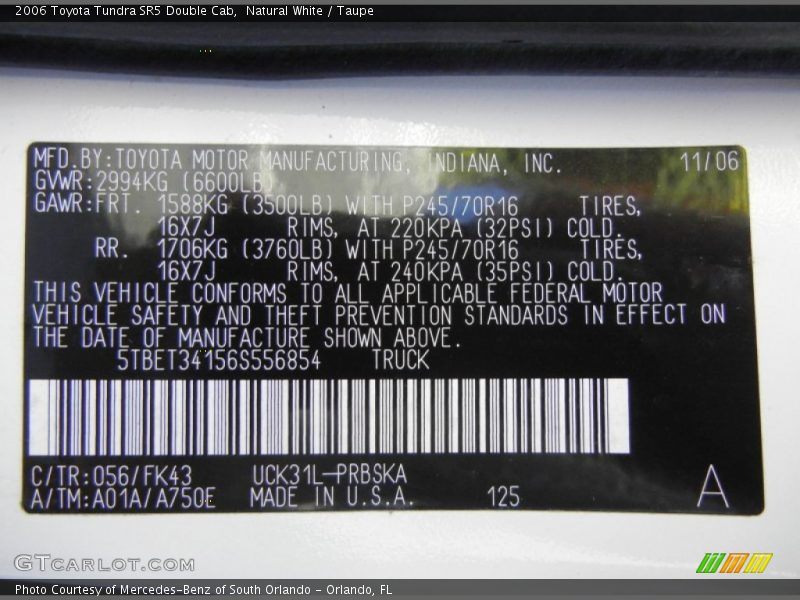 2006 Toyota Tundra SR5 Double Cab,  Natural White / Taupe
MFD.BY:TOYOTA MOTOR MANUFACTURING, INDIANA, INC. 11/06
GVWR:2994KG (6600LB)
GAWR:FRT. 1588KG (3500LB) WITH P245/70R16 TIRES,
16X7J RIMS, AT 220KPA (32PSI) COLD.
RR. 1706KG (3760LB) WITH P245/70R16 TIRES,
16X7J RIMS, AT 240KPA (35PSI) COLD.
THIS VEHICLE CONFORMS TO ALL APPLICABLE FEDERAL MOTOR
VEHICLE SAFETY AND THEFT PREVENTION STANDARDS IN EFFECT ON
THE DATE OF MANUFACTURE SHOWN ABOVE.
5TBET34156S556854 TRUCK
C/TR:056/FK43 UCK31L-PRBSKA
A/TM:A01A/A750E MADE IN U.S.A. 125 A
GTCARLOT.COM
Photo Courtesy of Mercedes-Benz of South Orlando - Orlando, FL